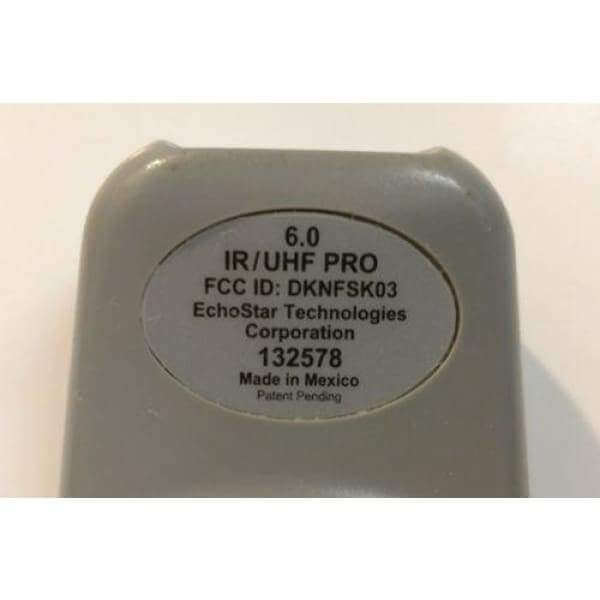 6.0
IR/UHF PRO
FCC ID: DKNFSK03
EchoStar Technologies
Corporation
132578
Made in Mexico
Patent Pending